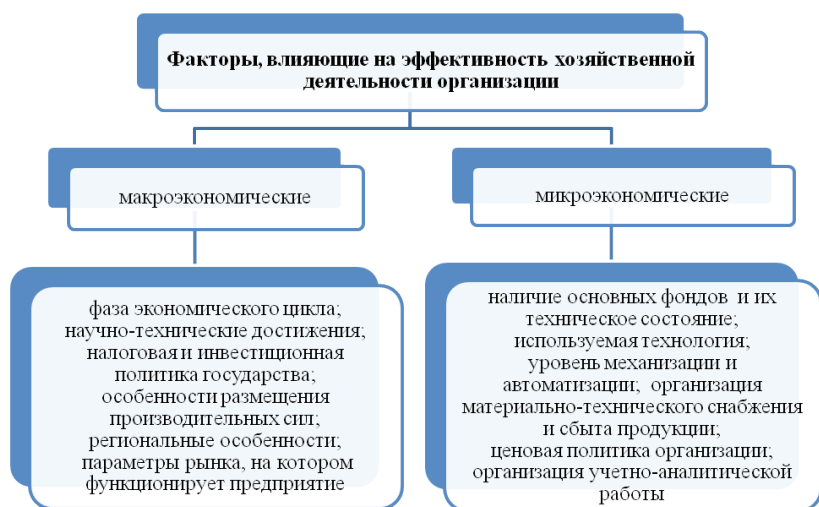 Факторы, влияющие на эффективность хозяйственной
деятельности организации
макроэкономические
микроэкономические
фаза экономического цикла;
научно-технические достижения;
налоговая и инвестиционная
политика государства;
особенности размещения
производительных сил;
региональные особенности;
параметры рынка, на котором
функционирует предприятие
наличие основных фондов и их
техническое состояние;
используемая технология;
уровень механизации и
автоматизации; организация
материально-технического снабжения
и сбыта продукции;
ценовая политика организации;
организация учетно-аналитической
работы